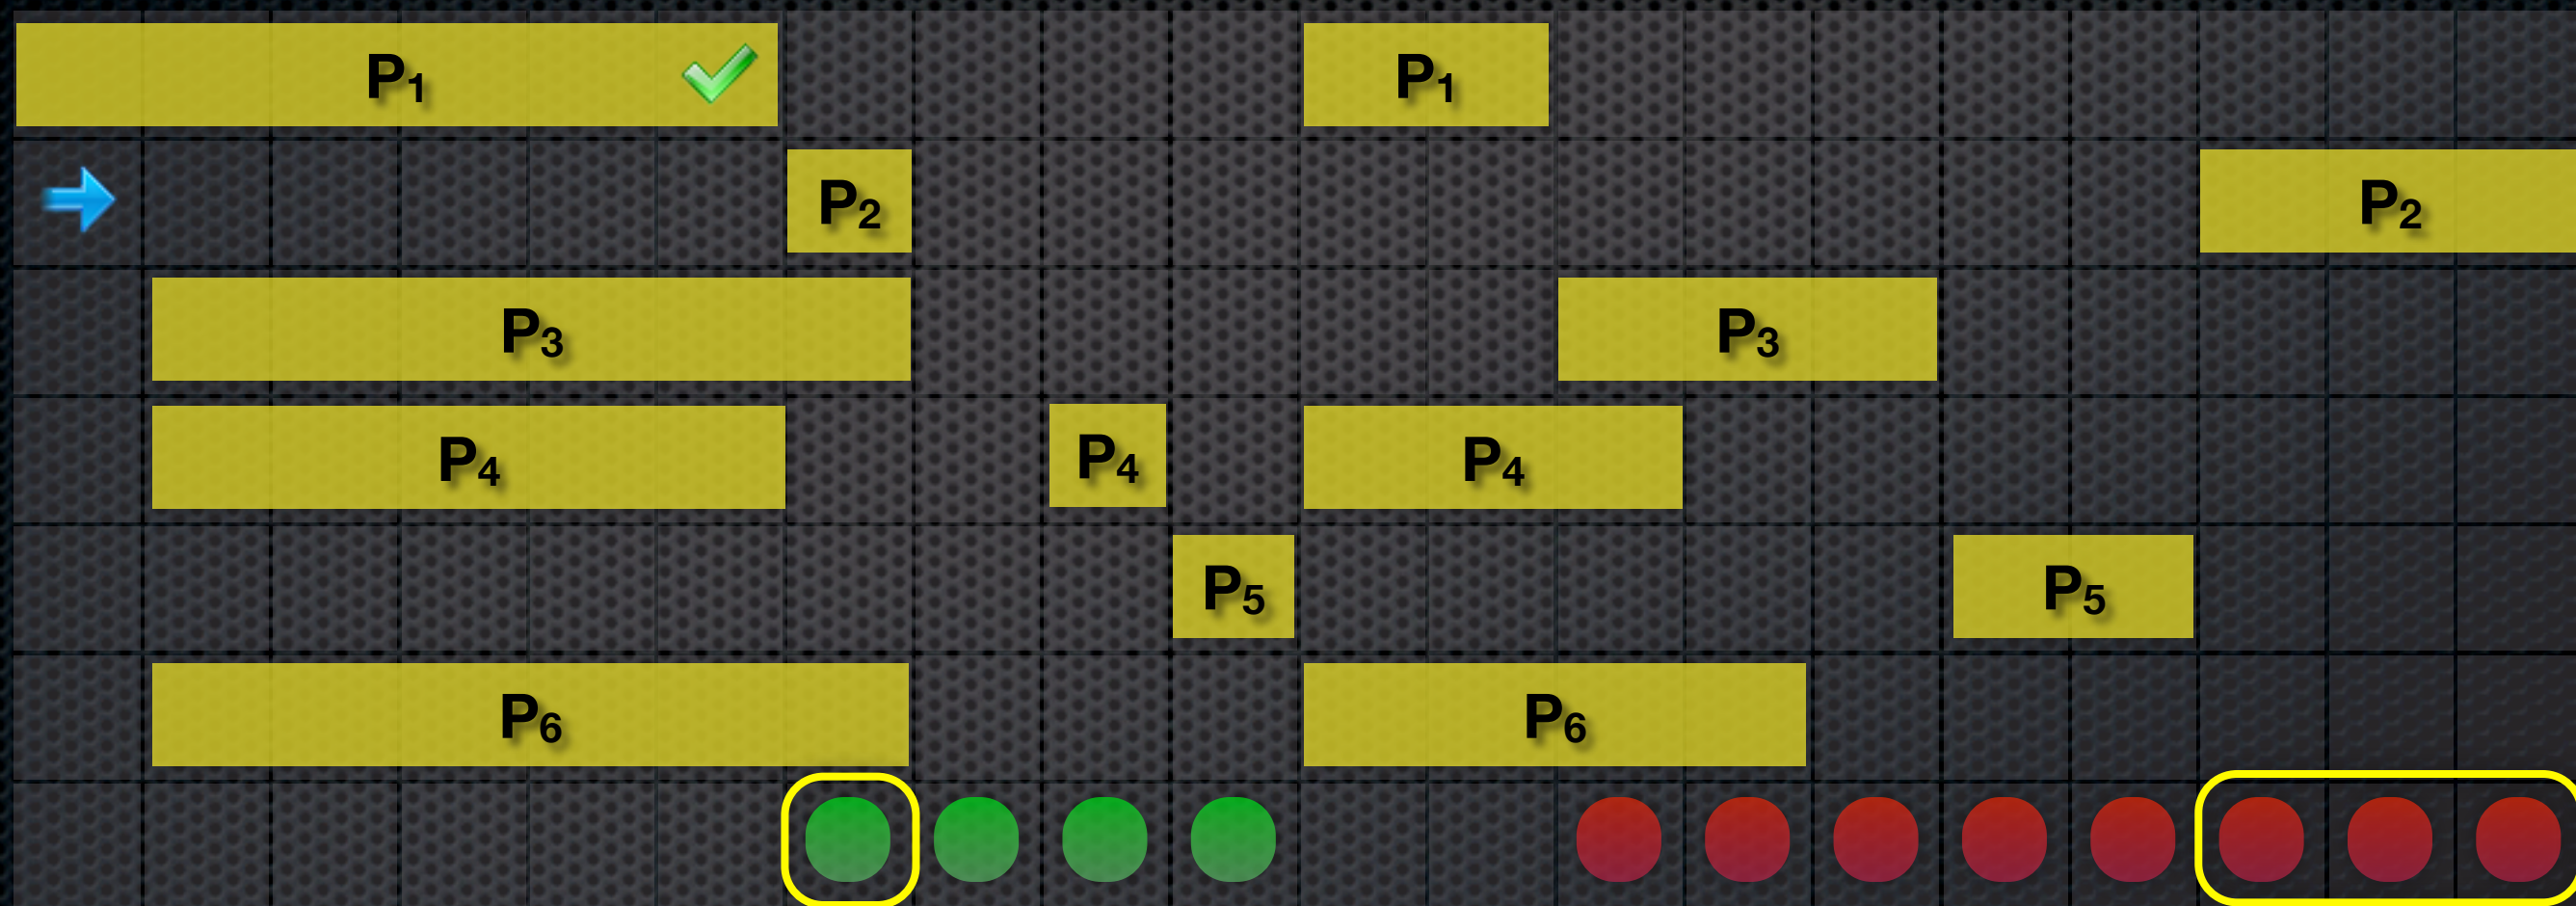 P₁ P₁
P₂ P₂
P₃ P₃
P₄ P₄ P₄
P₅ P₅
P₆ P₆